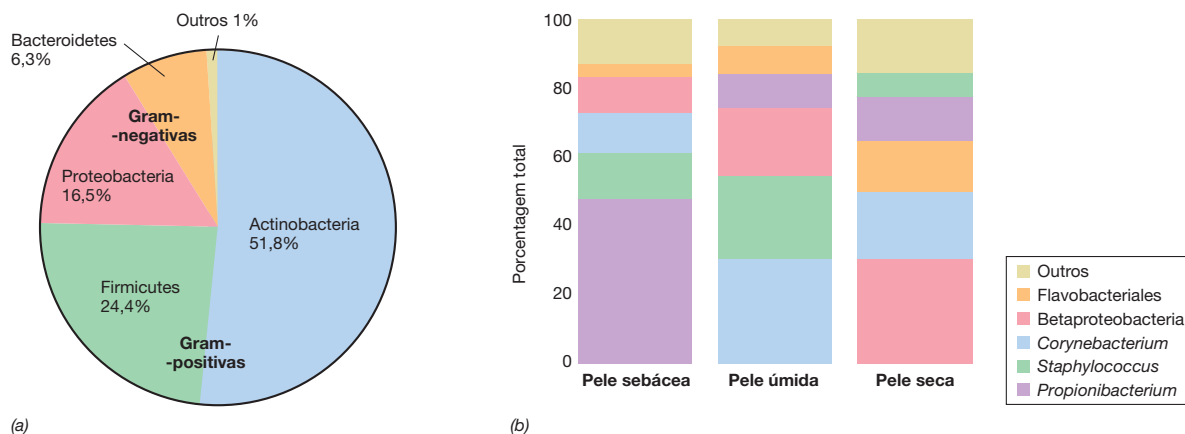 Outros 1%
Bacteroidetes
6,3%
Gram-
-negativas
Proteobacteria
16,5%
Actinobacteria
51,8%
Firmicutes
24,4%
Gram-
-positivas
(a)
Porcentagem total
100
80
60
40
20
0
Pele sebácea
Pele úmida
Pele seca
Outros
Flavobacteriales
Betaproteobacteria
Corynebacterium
Staphylococcus
Propionibacterium
(b)